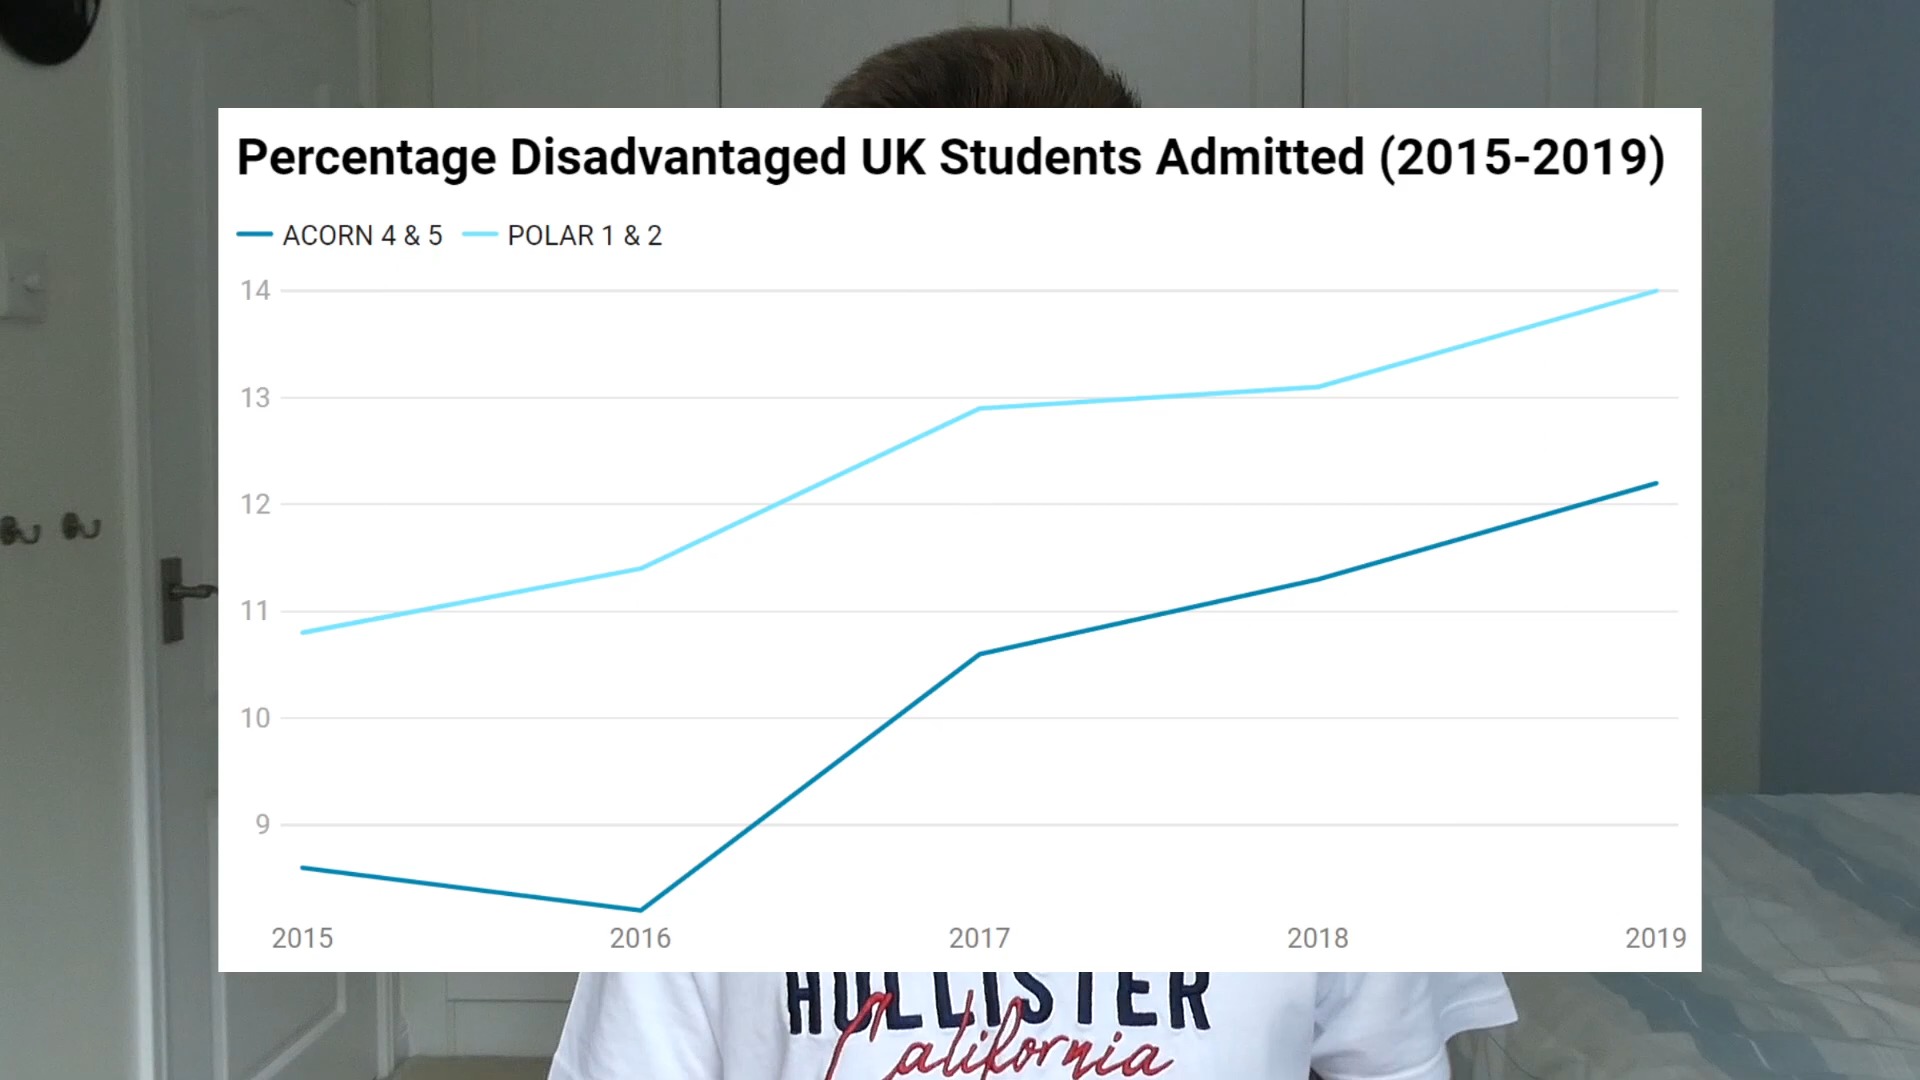 Percentage Disadvantaged UK Students Admitted (2015-2019)
ACORN 4 & 5 POLAR 1 & 2
14
13
12
11
10
9
2015 2016 2017 2018 2019
HOLLISTER
California